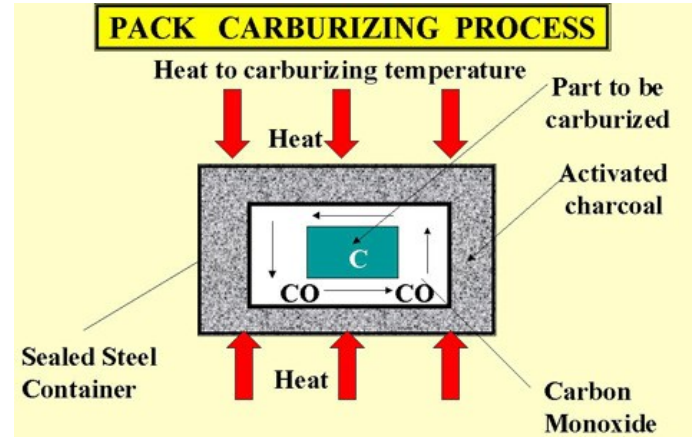 PACK CARBURIZING PROCESS
Heat to carburizing temperature
Part to be
carburized
Heat
Activated
charcoal
C
CO
CO
Sealed Steel
Container
Heat
Carbon
Monoxide